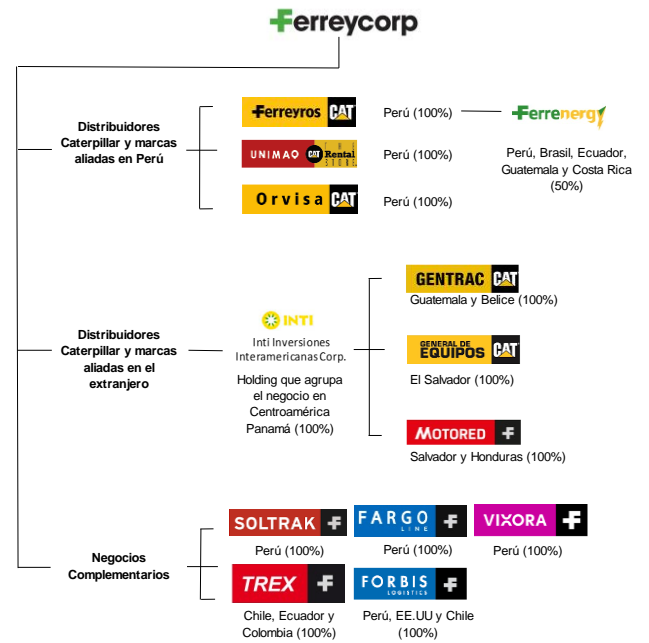 Ferreycorp
Distribuidores
Caterpillar y marcas
aliadas en Perú
Ferreyros CAT
Perú (100%)
Ferrenergy
UNIMAQ CAT THE Rental STORE
Perú (100%)
Perú, Brasil, Ecuador,
Guatemala y Costa Rica
(50%)
Orvisa CAT
Perú (100%)
Distribuidores
Caterpillar y marcas
aliadas en el
extranjero
INTI
Inti Inversiones
Interamericanas Corp.
Holding que agrupa
el negocio en
Centroamérica
Panamá (100%)
GENTRAC CAT
Guatemala y Belice (100%)
GENERAL DE
EQUIPOS CAT
El Salvador (100%)
MOTORED F
Salvador y Honduras (100%)
Negocios
Complementarios
SOLTRAK F
Perú (100%)
FARGO F
LINE
Perú (100%)
VIXORA F
Perú (100%)
TREX F
Chile, Ecuador y
Colombia (100%)
FORBIS F
LOGISTICS
Perú, EE.UU y Chile
(100%)